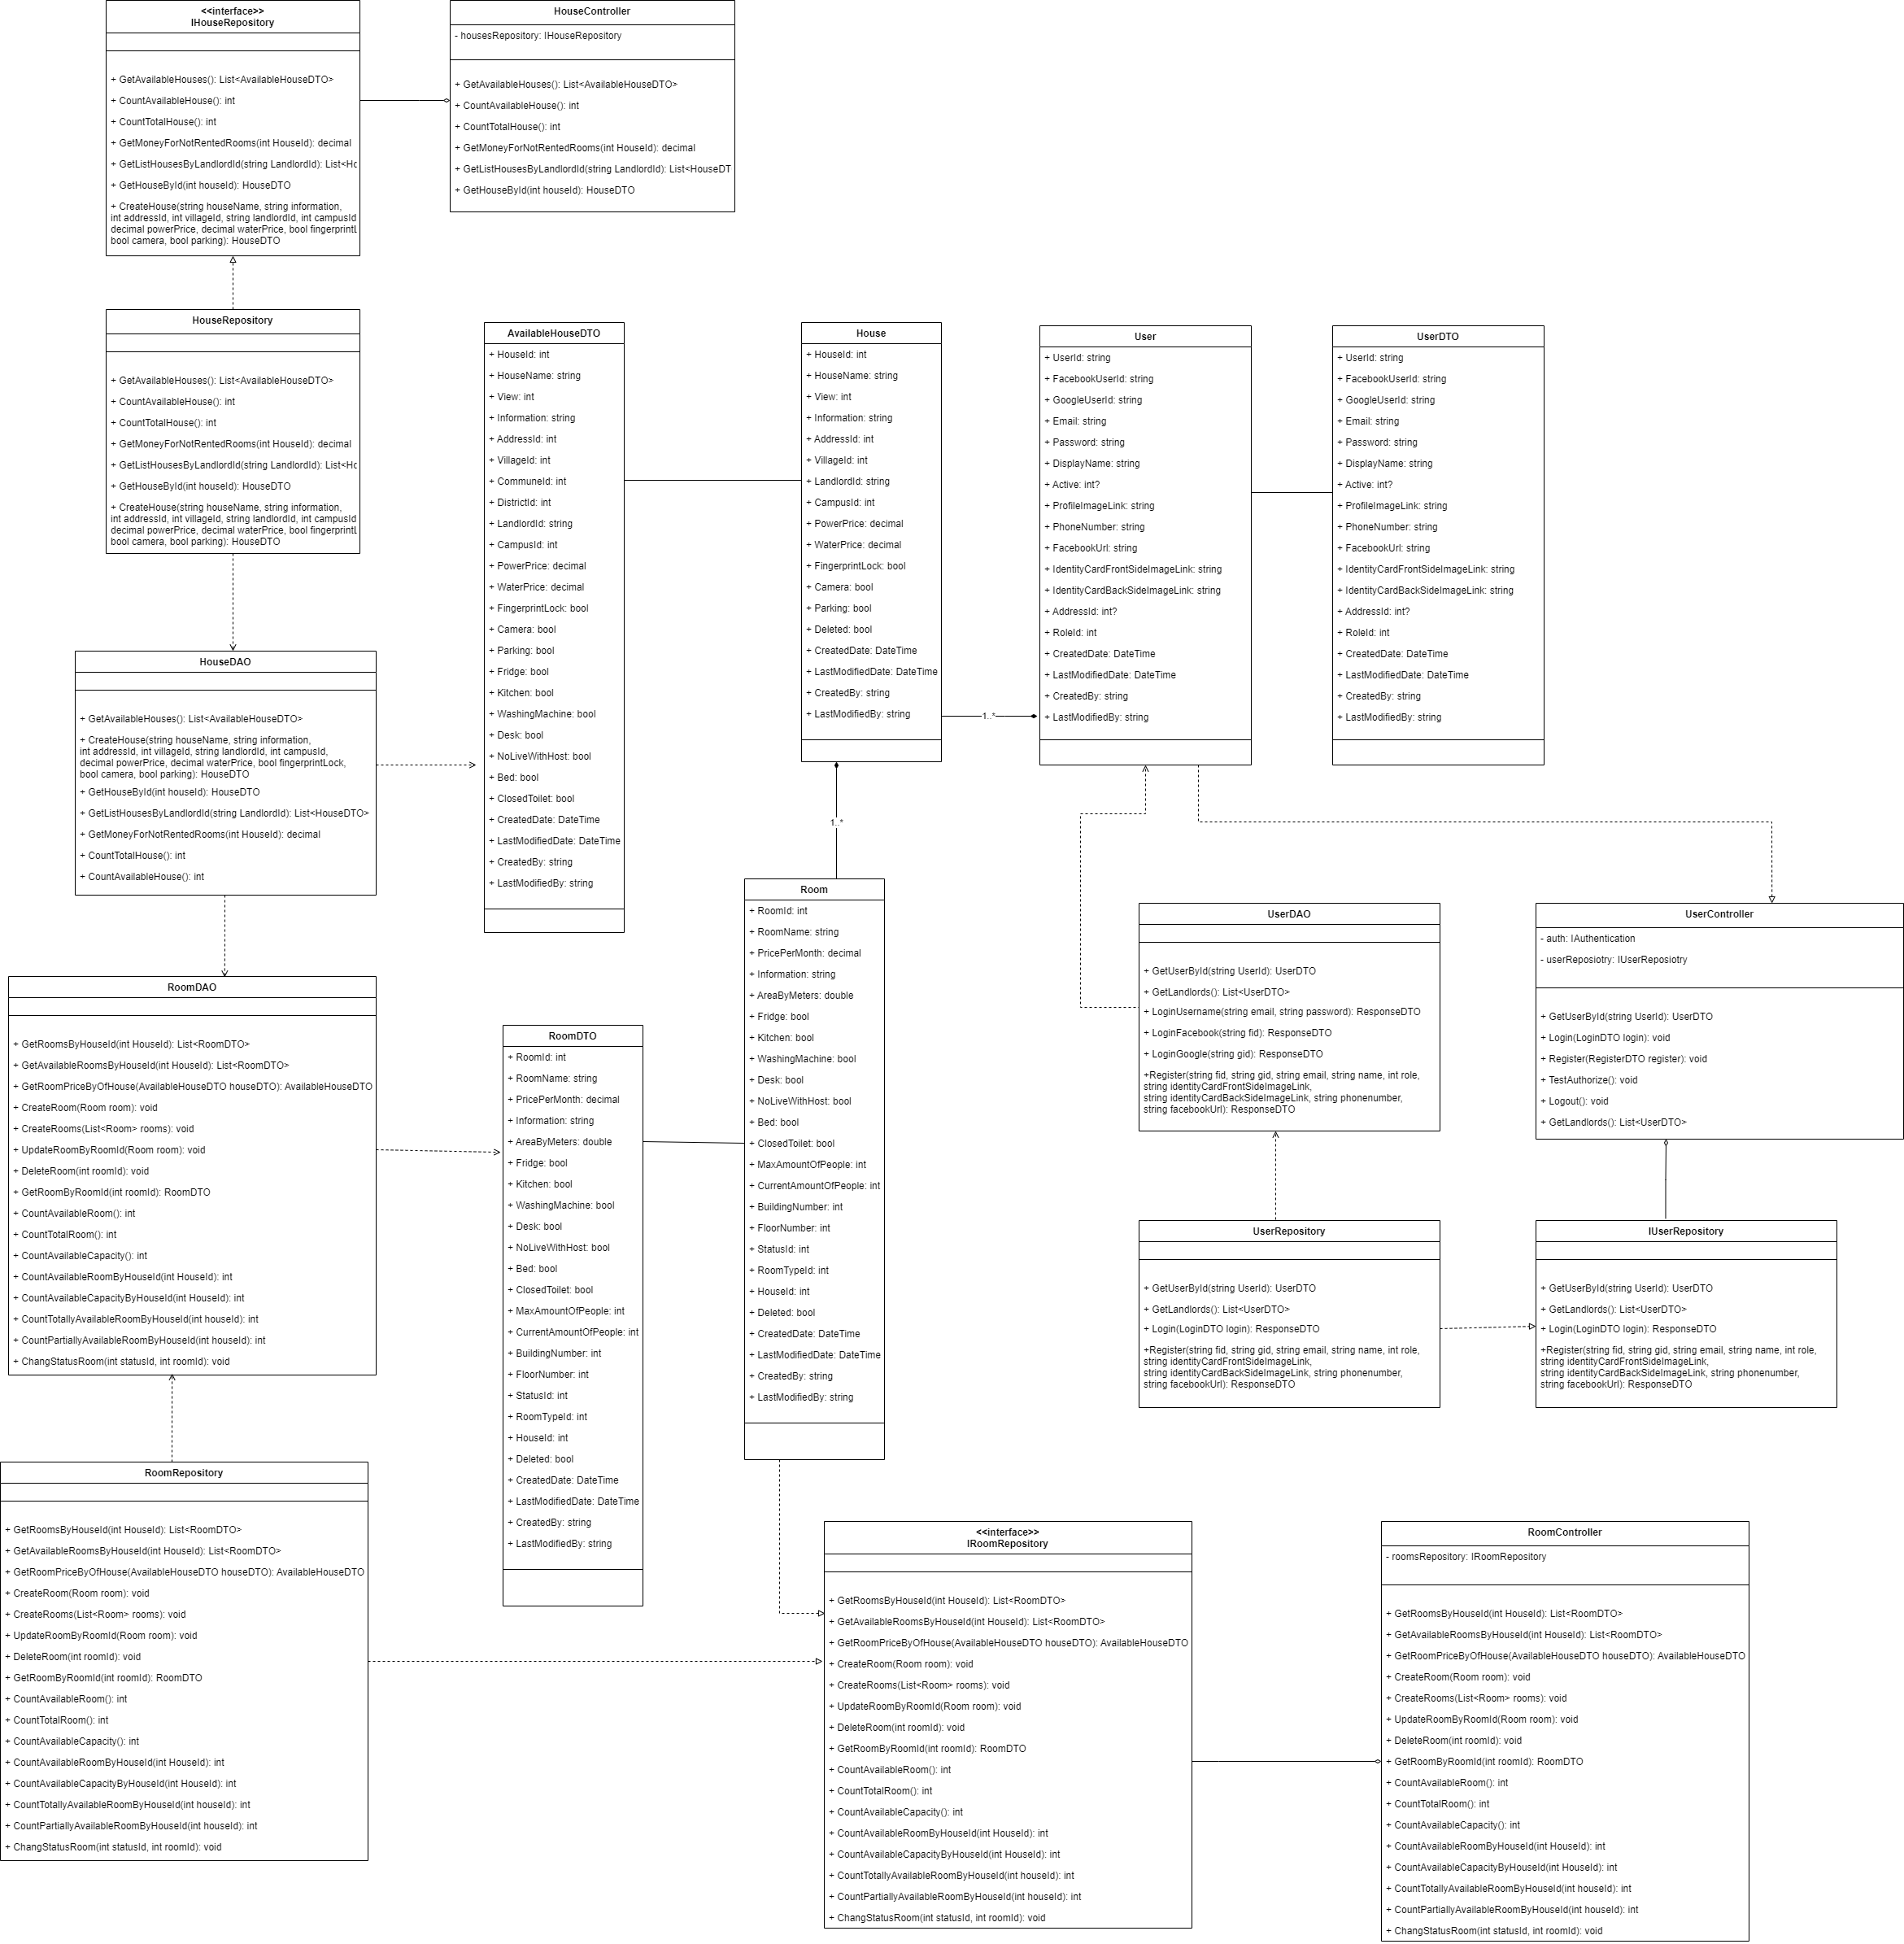 <<interface>>
IHouseRepository
+ GetAvailableHouses(): List<AvailableHouseDTO>
+ CountAvailableHouse(): int
+ CountTotalHouse(): int
+ GetMoneyForNotRentedRooms(int HouseId): decimal
+ GetListHousesByLandlordId(string LandlordId): List<Ho
+ GetHouseById(int houseId): HouseDTO
+ CreateHouse(string houseName, string information,
int addressId, int villageId, string landlordId, int campusId
decimal powerPrice, decimal waterPrice, bool fingerprintL
bool camera, bool parking): HouseDTO
HouseController
- housesRepository: IHouseRepository
+ GetAvailableHouses(): List<AvailableHouseDTO>
+ CountAvailableHouse(): int
+ CountTotalHouse(): int
+ GetMoneyForNotRentedRooms(int HouseId): decimal
+ GetListHousesByLandlordId(string LandlordId): List<HouseDT
+ GetHouseById(int houseId): HouseDTO
HouseRepository
+ GetAvailableHouses(): List<AvailableHouseDTO>
+ CountAvailableHouse(): int
+ CountTotalHouse(): int
+ GetMoneyForNotRentedRooms(int HouseId): decimal
+ GetListHousesByLandlordId(string LandlordId): List<Ho
+ GetHouseById(int houseId): HouseDTO
+ CreateHouse(string houseName, string information,
int addressId, int villageId, string landlordId, int campusId
decimal powerPrice, decimal waterPrice, bool fingerprintL
bool camera, bool parking): HouseDTO
AvailableHouseDTO
+ HouseId: int
+ HouseName: string
+ View: int
+ Information: string
+ AddressId: int
+ VillageId: int
+ CommuneId: int
+ DistrictId: int
+ LandlordId: string
+ CampusId: int
+ PowerPrice: decimal
+ WaterPrice: decimal
+ FingerprintLock: bool
+ Camera: bool
+ Parking: bool
+ Fridge: bool
+ Kitchen: bool
+ WashingMachine: bool
+ Desk: bool
+ NoLiveWithHost: bool
+ Bed: bool
+ ClosedToilet: bool
+ CreatedDate: DateTime
+ LastModifiedDate: DateTime
+ CreatedBy: string
+ LastModifiedBy: string
House
+ HouseId: int
+ HouseName: string
+ View: int
+ Information: string
+ AddressId: int
+ VillageId: int
+ LandlordId: string
+ CampusId: int
+ PowerPrice: decimal
+ WaterPrice: decimal
+ FingerprintLock: bool
+ Camera: bool
+ Parking: bool
+ Deleted: bool
+ CreatedDate: DateTime
+ LastModifiedDate: DateTime
+ CreatedBy: string
+ LastModifiedBy: string
1..*
User
+ UserId: string
+ FacebookUserId: string
+ GoogleUserId: string
+ Email: string
+ Password: string
+ DisplayName: string
+ Active: int?
+ ProfileImageLink: string
+ PhoneNumber: string
+ FacebookUrl: string
+ IdentityCardFrontSideImageLink: string
+ IdentityCardBackSideImageLink: string
+ AddressId: int?
+ RoleId: int
+ CreatedDate: DateTime
+ LastModifiedDate: DateTime
+ CreatedBy: string
+ LastModifiedBy: string
UserDTO
+ UserId: string
+ FacebookUserId: string
+ GoogleUserId: string
+ Email: string
+ Password: string
+ DisplayName: string
+ Active: int?
+ ProfileImageLink: string
+ PhoneNumber: string
+ FacebookUrl: string
+ IdentityCardFrontSideImageLink: string
+ IdentityCardBackSideImageLink: string
+ AddressId: int?
+ RoleId: int
+ CreatedDate: DateTime
+ LastModifiedDate: DateTime
+ CreatedBy: string
+ LastModifiedBy: string
HouseDAO
+ GetAvailableHouses(): List<AvailableHouseDTO>
+ CreateHouse(string houseName, string information,
int addressId, int villageId, string landlordId, int campusId,
decimal powerPrice, decimal waterPrice, bool fingerprintLock,
bool camera, bool parking): HouseDTO
+ GetHouseById(int houseId): HouseDTO
+ GetListHousesByLandlordId(string LandlordId): List<HouseDTO>
+ GetMoneyForNotRentedRooms(int HouseId): decimal
+ CountTotalHouse(): int
+ CountAvailableHouse(): int
1..*
RoomDAO
+ GetRoomsByHouseId(int HouseId): List<RoomDTO>
+ GetAvailableRoomsByHouseId(int HouseId): List<RoomDTO>
+ GetRoomPriceByOfHouse(AvailableHouseDTO houseDTO): AvailableHouseDTO
+ CreateRoom(Room room): void
+ CreateRooms(List<Room> rooms): void
+ UpdateRoomByRoomId(Room room): void
+ DeleteRoom(int roomId): void
+ GetRoomByRoomId(int roomId): RoomDTO
+ CountAvailableRoom(): int
+ CountTotalRoom(): int
+ CountAvailableCapacity(): int
+ CountAvailableRoomByHouseId(int HouseId): int
+ CountAvailableCapacityByHouseId(int HouseId): int
+ CountTotallyAvailableRoomByHouseId(int houseId): int
+ CountPartiallyAvailableRoomByHouseId(int houseId): int
+ ChangStatusRoom(int statusId, int roomId): void
RoomDTO
+ RoomId: int
+ RoomName: string
+ PricePerMonth: decimal
+ Information: string
+ AreaByMeters: double
+ Fridge: bool
+ Kitchen: bool
+ WashingMachine: bool
+ Desk: bool
+ NoLiveWithHost: bool
+ Bed: bool
+ ClosedToilet: bool
+ MaxAmountOfPeople: int
+ CurrentAmountOfPeople: int
+ BuildingNumber: int
+ FloorNumber: int
+ StatusId: int
+ RoomTypeId: int
+ HouseId: int
+ Deleted: bool
+ CreatedDate: DateTime
+ LastModifiedDate: DateTime
+ CreatedBy: string
+ LastModifiedBy: string
Room
+ RoomId: int
+ RoomName: string
+ PricePerMonth: decimal
+ Information: string
+ AreaByMeters: double
+ Fridge: bool
+ Kitchen: bool
+ WashingMachine: bool
+ Desk: bool
+ NoLiveWithHost: bool
+ Bed: bool
+ ClosedToilet: bool
+ MaxAmountOfPeople: int
+ CurrentAmountOfPeople: int
+ BuildingNumber: int
+ FloorNumber: int
+ StatusId: int
+ RoomTypeId: int
+ HouseId: int
+ Deleted: bool
+ CreatedDate: DateTime
+ LastModifiedDate: DateTime
+ CreatedBy: string
+ LastModifiedBy: string
UserDAO
+ GetUserById(string UserId): UserDTO
+ GetLandlords(): List<UserDTO>
+ LoginUsername(string email, string password): ResponseDTO
+ LoginFacebook(string fid): ResponseDTO
+ LoginGoogle(string gid): ResponseDTO
+Register(string fid, string gid, string email, string name, int role,
string identityCardFrontSideImageLink,
string identityCardBackSideImageLink, string phonenumber,
string facebookUrl): ResponseDTO
UserController
- auth: IAuthentication
- userReposiotry: IUserReposiotry
+ GetUserById(string UserId): UserDTO
+ Login(LoginDTO login): void
+ Register(RegisterDTO register): void
+ TestAuthorize(): void
+ Logout(): void
+ GetLandlords(): List<UserDTO>
UserRepository
+ GetUserById(string UserId): UserDTO
+ GetLandlords(): List<UserDTO>
+ Login(LoginDTO login): ResponseDTO
+Register(string fid, string gid, string email, string name, int role,
string identityCardFrontSideImageLink,
string identityCardBackSideImageLink, string phonenumber,
string facebookUrl): ResponseDTO
IUserRepository
+ GetUserById(string UserId): UserDTO
+ GetLandlords(): List<UserDTO>
+ Login(LoginDTO login): ResponseDTO
+Register(string fid, string gid, string email, string name, int role,
string identityCardFrontSideImageLink,
string identityCardBackSideImageLink, string phonenumber,
string facebookUrl): ResponseDTO
RoomRepository
+ GetRoomsByHouseId(int HouseId): List<RoomDTO>
+ GetAvailableRoomsByHouseId(int HouseId): List<RoomDTO>
+ GetRoomPriceByOfHouse(AvailableHouseDTO houseDTO): AvailableHouseDTO
+ CreateRoom(Room room): void
+ CreateRooms(List<Room> rooms): void
+ UpdateRoomByRoomId(Room room): void
+ DeleteRoom(int roomId): void
+ GetRoomByRoomId(int roomId): RoomDTO
+ CountAvailableRoom(): int
+ CountTotalRoom(): int
+ CountAvailableCapacity(): int
+ CountAvailableRoomByHouseId(int HouseId): int
+ CountAvailableCapacityByHouseId(int HouseId): int
+ CountTotallyAvailableRoomByHouseId(int houseId): int
+ CountPartiallyAvailableRoomByHouseId(int houseId): int
+ ChangStatusRoom(int statusId, int roomId): void
<<interface>>
IRoomRepository
+ GetRoomsByHouseId(int HouseId): List<RoomDTO>
+ GetAvailableRoomsByHouseId(int HouseId): List<RoomDTO>
+ GetRoomPriceByOfHouse(AvailableHouseDTO houseDTO): AvailableHouseDTO
+ CreateRoom(Room room): void
+ CreateRooms(List<Room> rooms): void
+ UpdateRoomByRoomId(Room room): void
+ DeleteRoom(int roomId): void
+ GetRoomByRoomId(int roomId): RoomDTO
+ CountAvailableRoom(): int
+ CountTotalRoom(): int
+ CountAvailableCapacity(): int
+ CountAvailableRoomByHouseId(int HouseId): int
+ CountAvailableCapacityByHouseId(int HouseId): int
+ CountTotallyAvailableRoomByHouseId(int houseId): int
+ CountPartiallyAvailableRoomByHouseId(int houseId): int
+ ChangStatusRoom(int statusId, int roomId): void
RoomController
- roomsRepository: IRoomRepository
+ GetRoomsByHouseId(int HouseId): List<RoomDTO>
+ GetAvailableRoomsByHouseId(int HouseId): List<RoomDTO>
+ GetRoomPriceByOfHouse(AvailableHouseDTO houseDTO): AvailableHouseDTO
+ CreateRoom(Room room): void
+ CreateRooms(List<Room> rooms): void
+ UpdateRoomByRoomId(Room room): void
+ DeleteRoom(int roomId): void
+ GetRoomByRoomId(int roomId): RoomDTO
+ CountAvailableRoom(): int
+ CountTotalRoom(): int
+ CountAvailableCapacity(): int
+ CountAvailableRoomByHouseId(int HouseId): int
+ CountAvailableCapacityByHouseId(int HouseId): int
+ CountTotallyAvailableRoomByHouseId(int houseId): int
+ CountPartiallyAvailableRoomByHouseId(int houseId): int
+ ChangStatusRoom(int statusId, int roomId): void